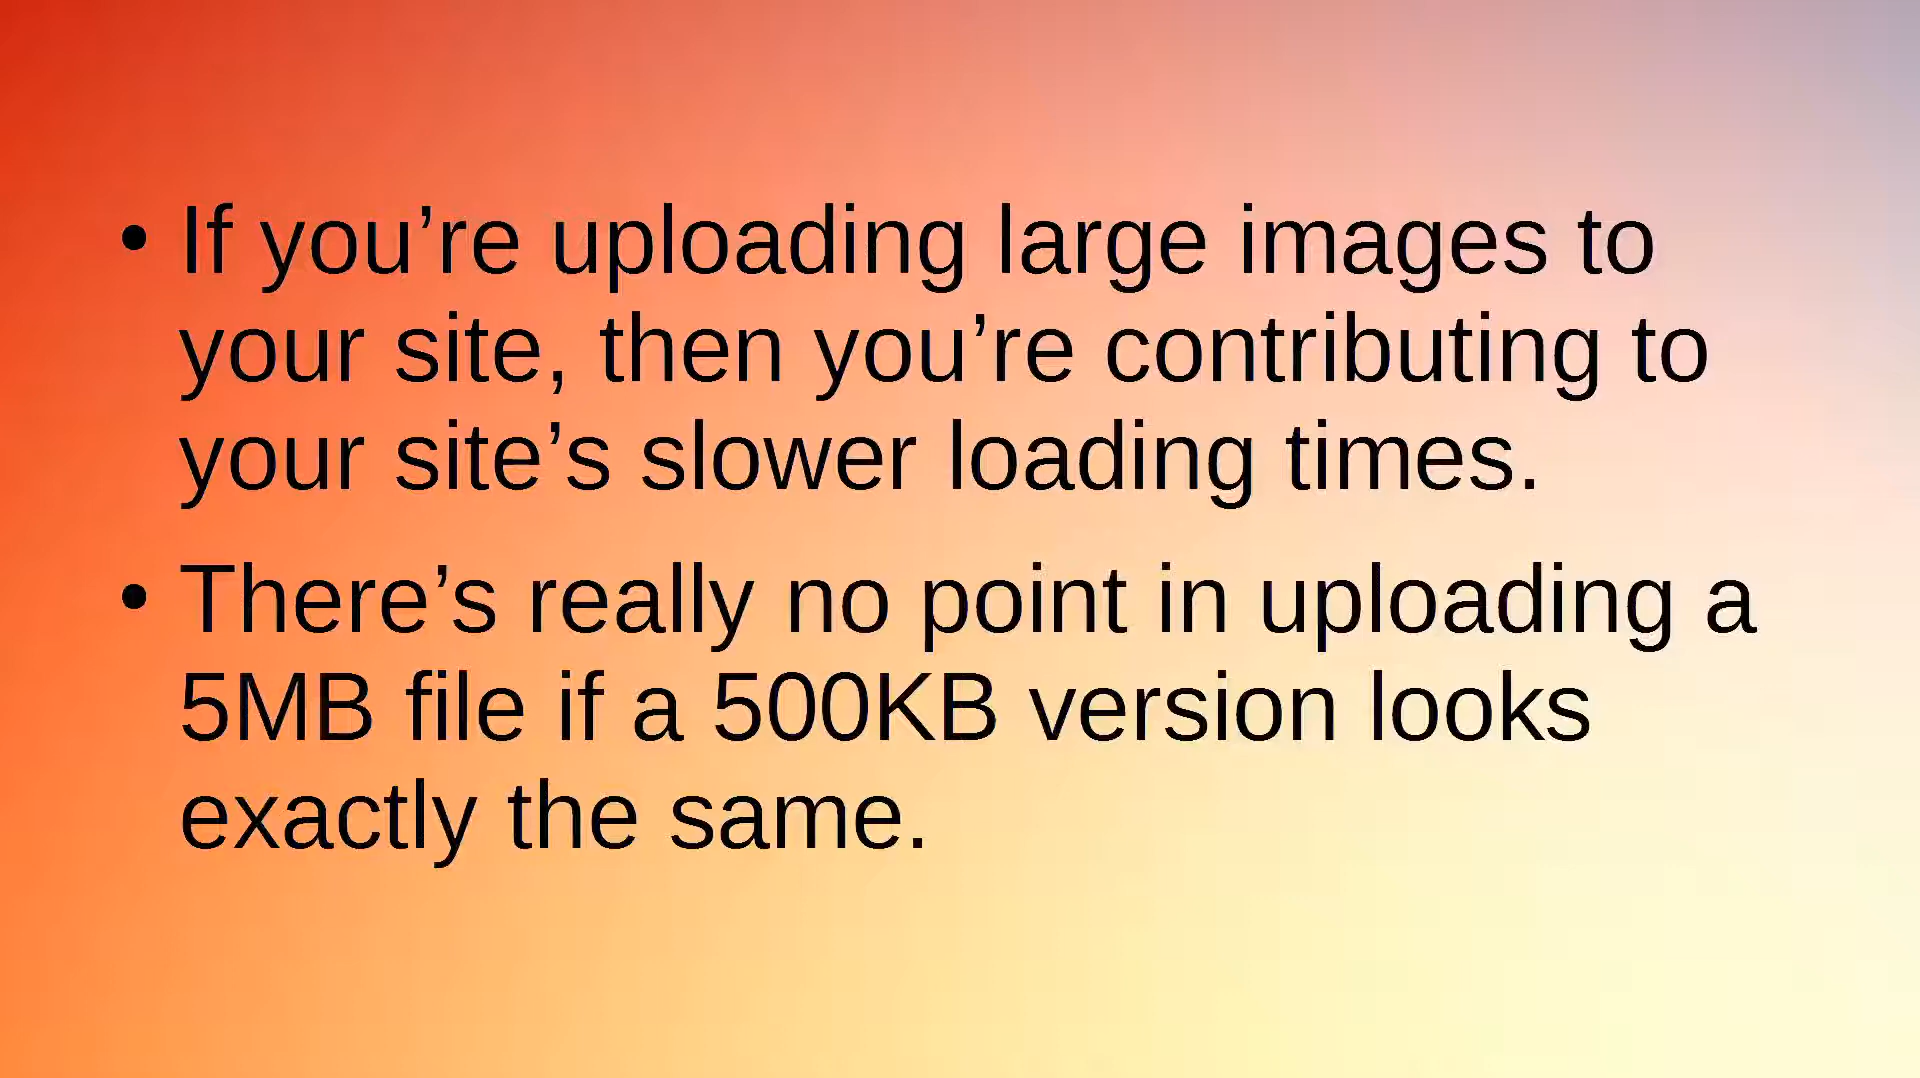 • If you’re uploading large images to
your site, then you’re contributing to
your site’s slower loading times.
• There’s really no point in uploading a
5MB file if a 500KB version looks
exactly the same.